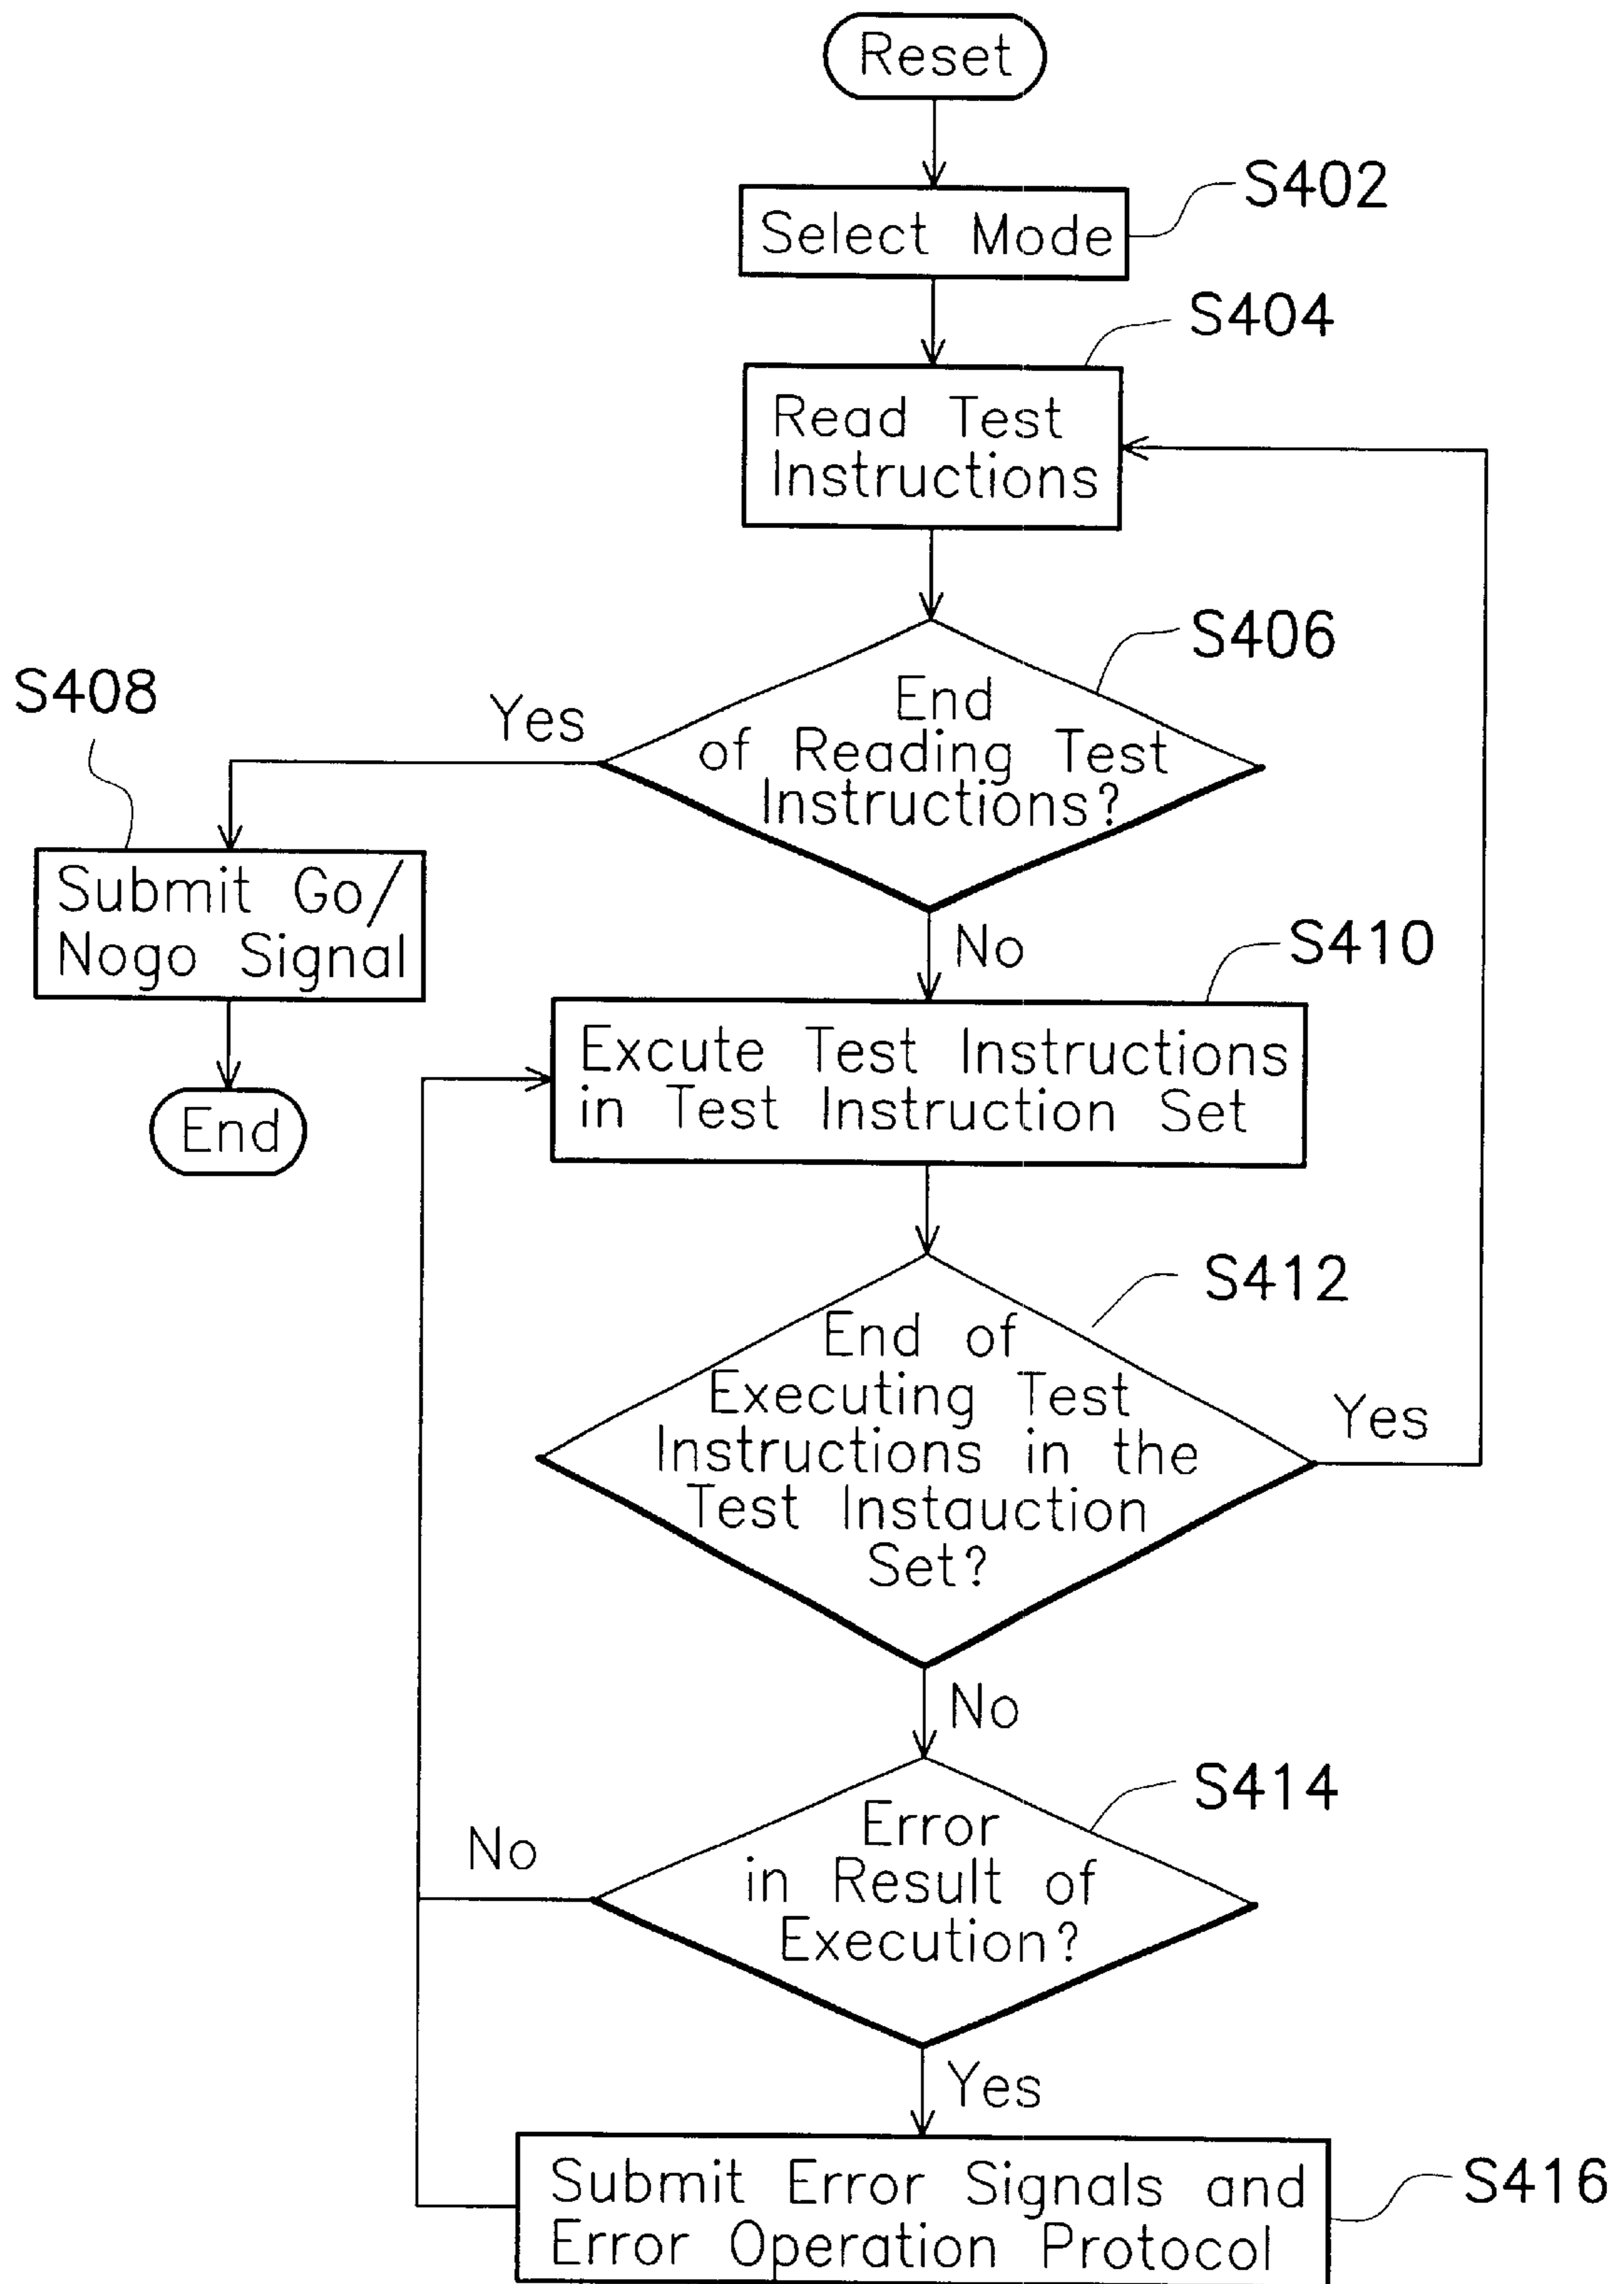 Reset
S402
Select Mode
S404
Read Test
Instructions
S406
End
of Reading Test
Instructions?
Yes
S408
Submit Go/
Nogo Signal
End
No
S410
Excute Test Instructions
in Test Instruction Set
S412
End of
Executing Test
Instructions in the
Test Instauction
Set?
Yes
No
S414
Error
in Result of
Execution?
No
Yes
S416
Submit Error Signals and
Error Operation Protocol